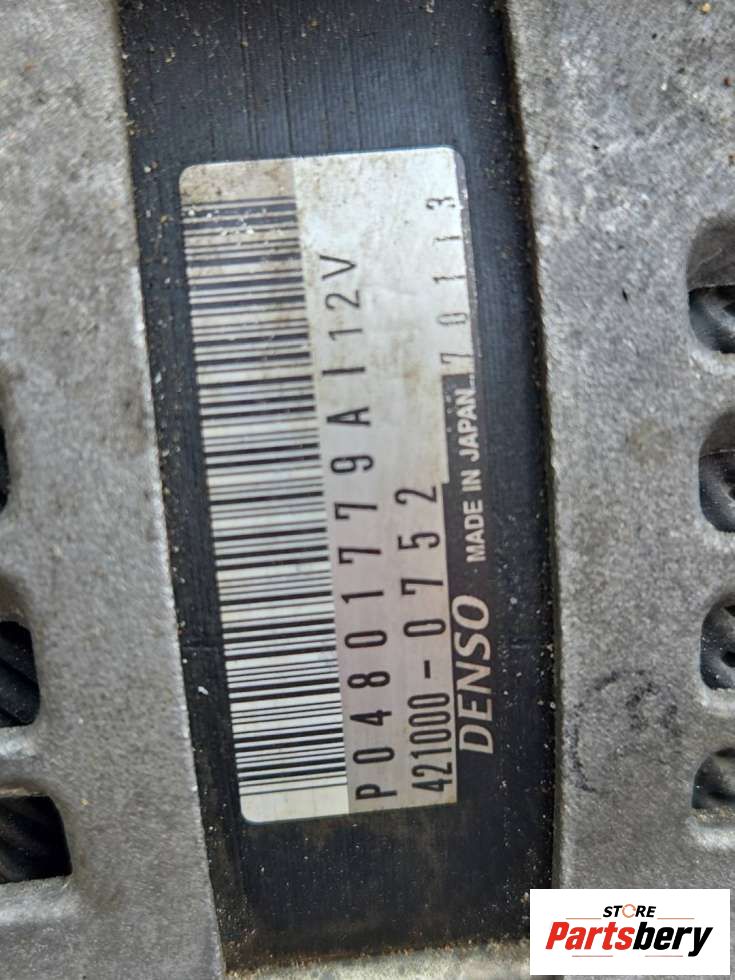 P04801779AI 12V
421000-0752
70113
DENSO MADE IN JAPAN
STORE
Partsbery